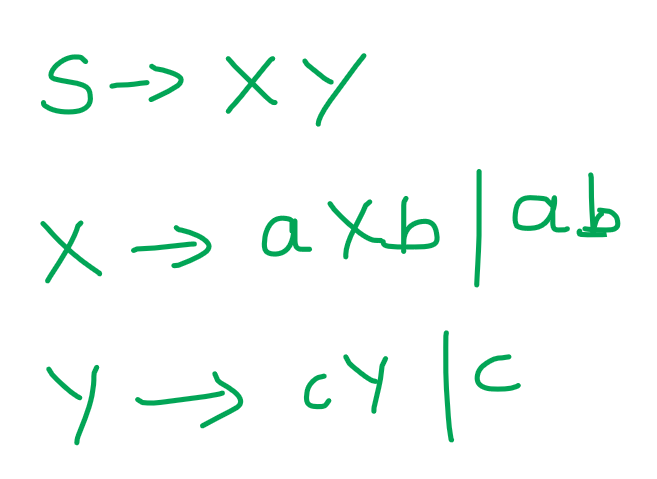 S → XY
X → aXb | ab
Y → cY | c